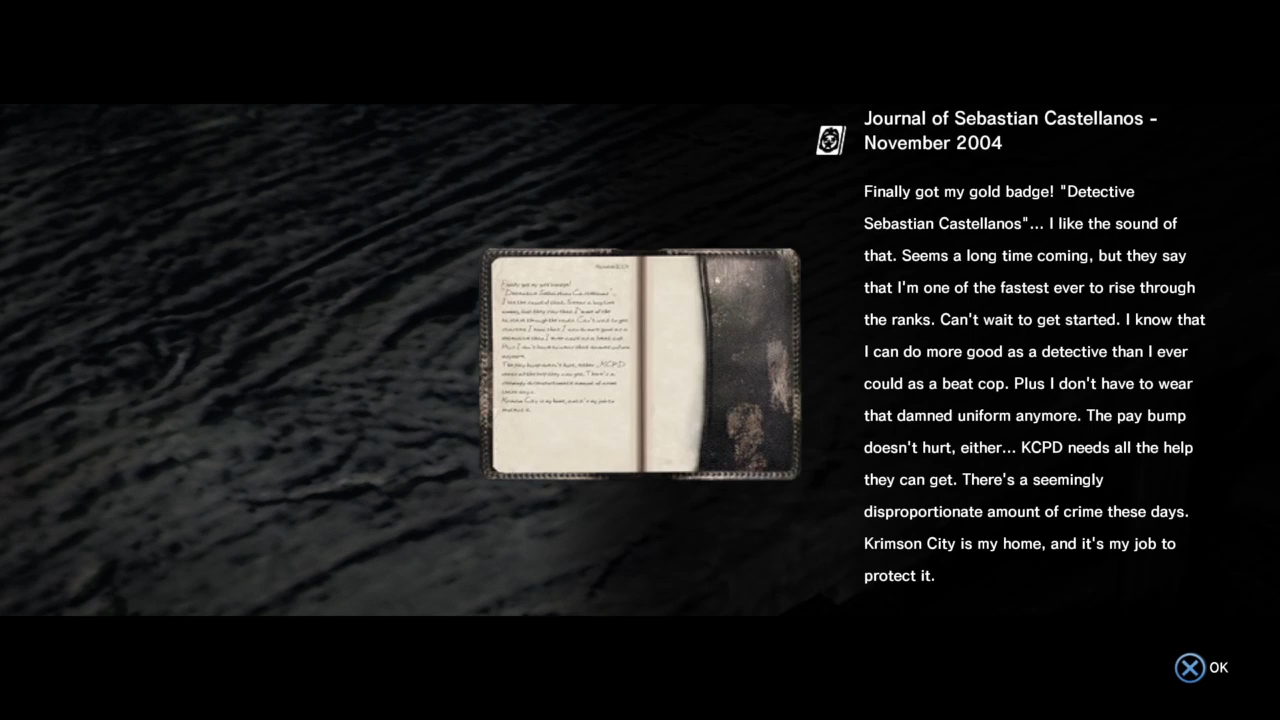 Journal of Sebastian Castellanos -
November 2004
Finally got my gold badge! "Detective
Sebastian Castellanos"... I like the sound of
that. Seems a long time coming, but they say
that I'm one of the fastest ever to rise through
the ranks. Can't wait to get started. I know that
I can do more good as a detective than I ever
could as a beat cop. Plus I don't have to wear
that damned uniform anymore. The pay bump
doesn't hurt, either... KCPD needs all the help
they can get. There's a seemingly
disproportionate amount of crime these days.
Krimson City is my home, and it's my job to
protect it.
OK